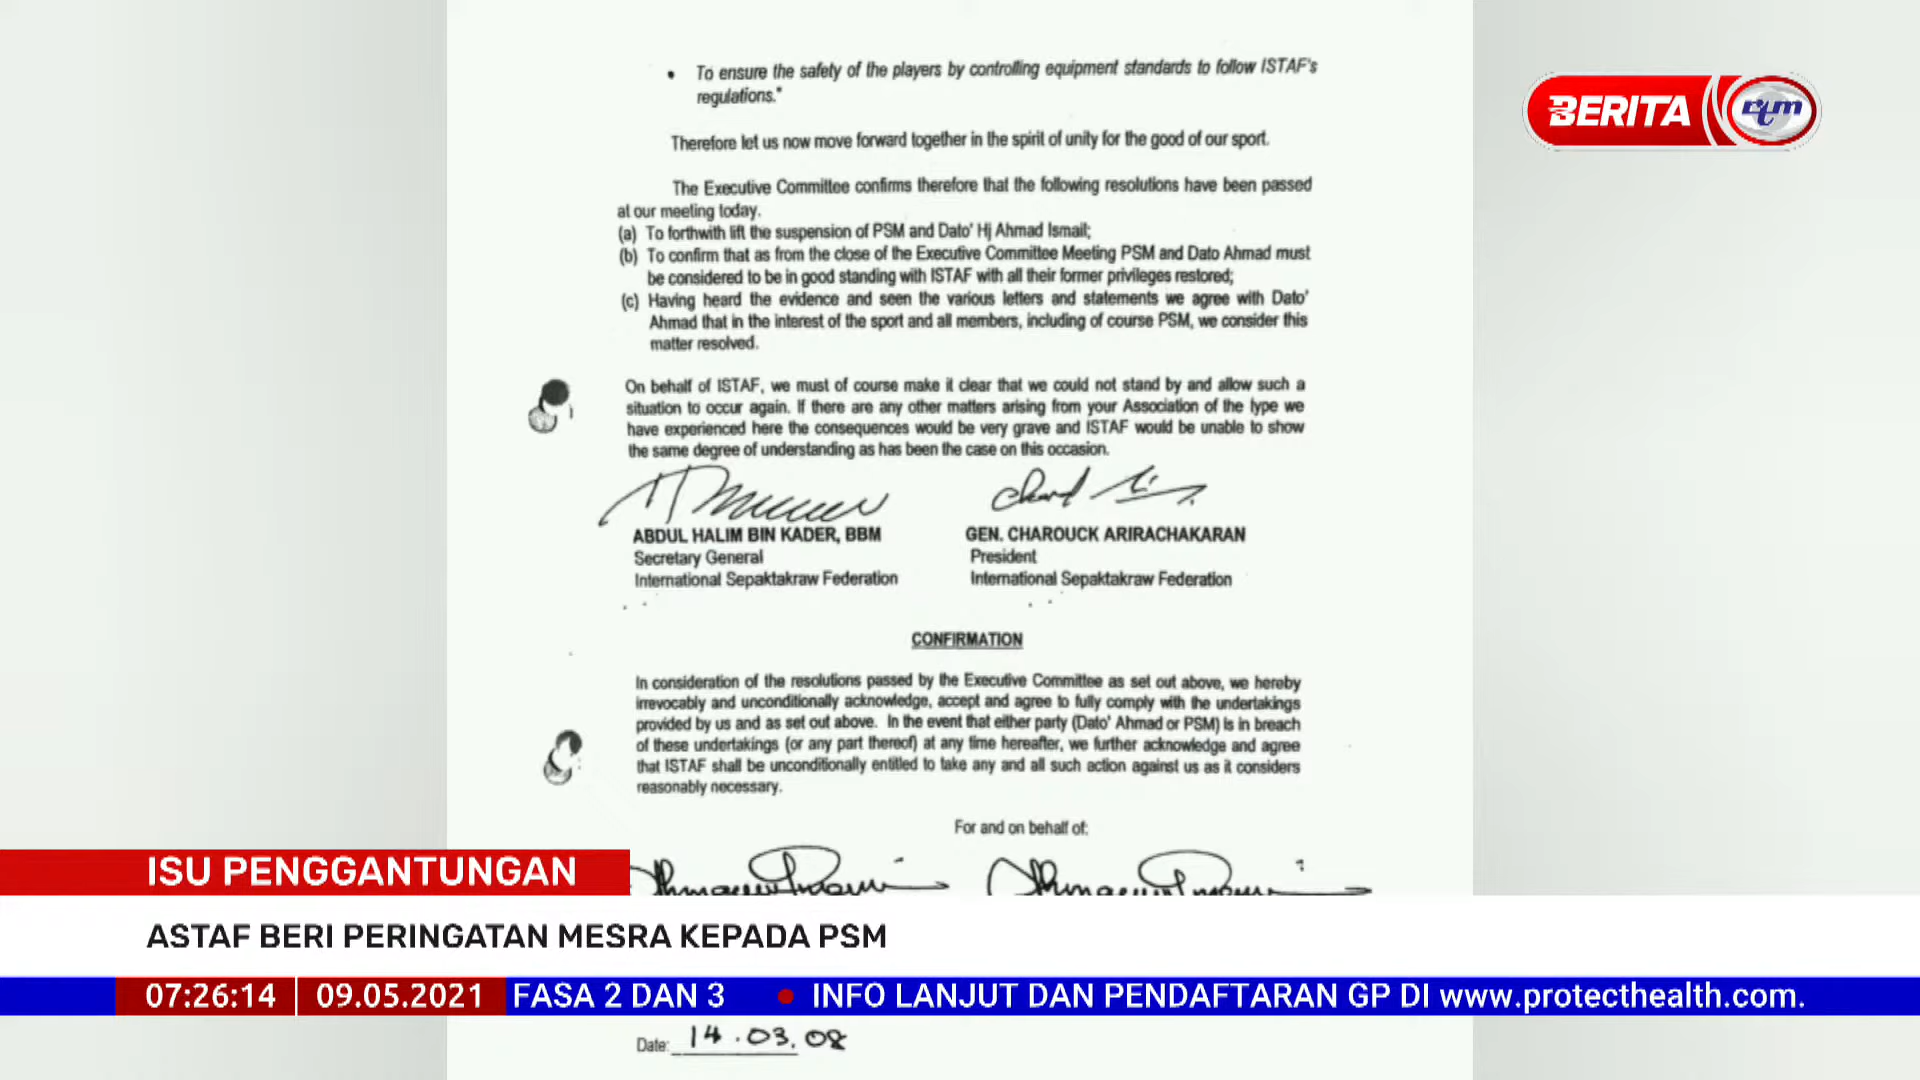 • To ensure the safety of the players by controlling equipment standards to follow ISTAF's
regulations."
Therefore let us now move forward together in the spirit of unity for the good of our sport.
The Executive Committee confirms therefore that the following resolutions have been passed
at our meeting today.
(a) To forthwith lift the suspension of PSM and Dato' Hj Ahmad Ismail;
(b) To confirm that as from the close of the Executive Committee Meeting PSM and Dato Ahmad must
be considered to be in good standing with ISTAF with all their former privileges restored;
(c) Having heard the evidence and seen the various letters and statements we agree with Dato'
Ahmad that in the interest of the sport and all members, including of course PSM, we consider this
matter resolved.
On behalf of ISTAF, we must of course make it clear that we could not stand by and allow such a
situation to occur again. If there are any other matters arising from your Association of the type we
have experienced here the consequences would be very grave and ISTAF would be unable to show
the same degree of understanding as has been the case on this occasion.
ABDUL HALIM BIN KADER, BBM
Secretary General
International Sepaktakraw Federation
GEN. CHAROUCK ARIRACHAKARAN
President
International Sepaktakraw Federation
CONFIRMATION
In consideration of the resolutions passed by the Executive Committee as set out above, we hereby
irrevocably and unconditionally acknowledge, accept and agree to fully comply with the undertakings
provided by us and as set out above. In the event that either party (Dato' Ahmad or PSM) is in breach
of these undertakings (or any part thereof) at any time hereafter, we further acknowledge and agree
that ISTAF shall be unconditionally entitled to take any and all such action against us as it considers
reasonably necessary.
For and on behalf of:
Date: 14.03.08
BERITA rtm
ISU PENGGANTUNGAN
ASTAF BERI PERINGATAN MESRA KEPADA PSM
07:26:14 09.05.2021 FASA 2 DAN 3 • INFO LANJUT DAN PENDAFTARAN GP DI www.protecthealth.com.